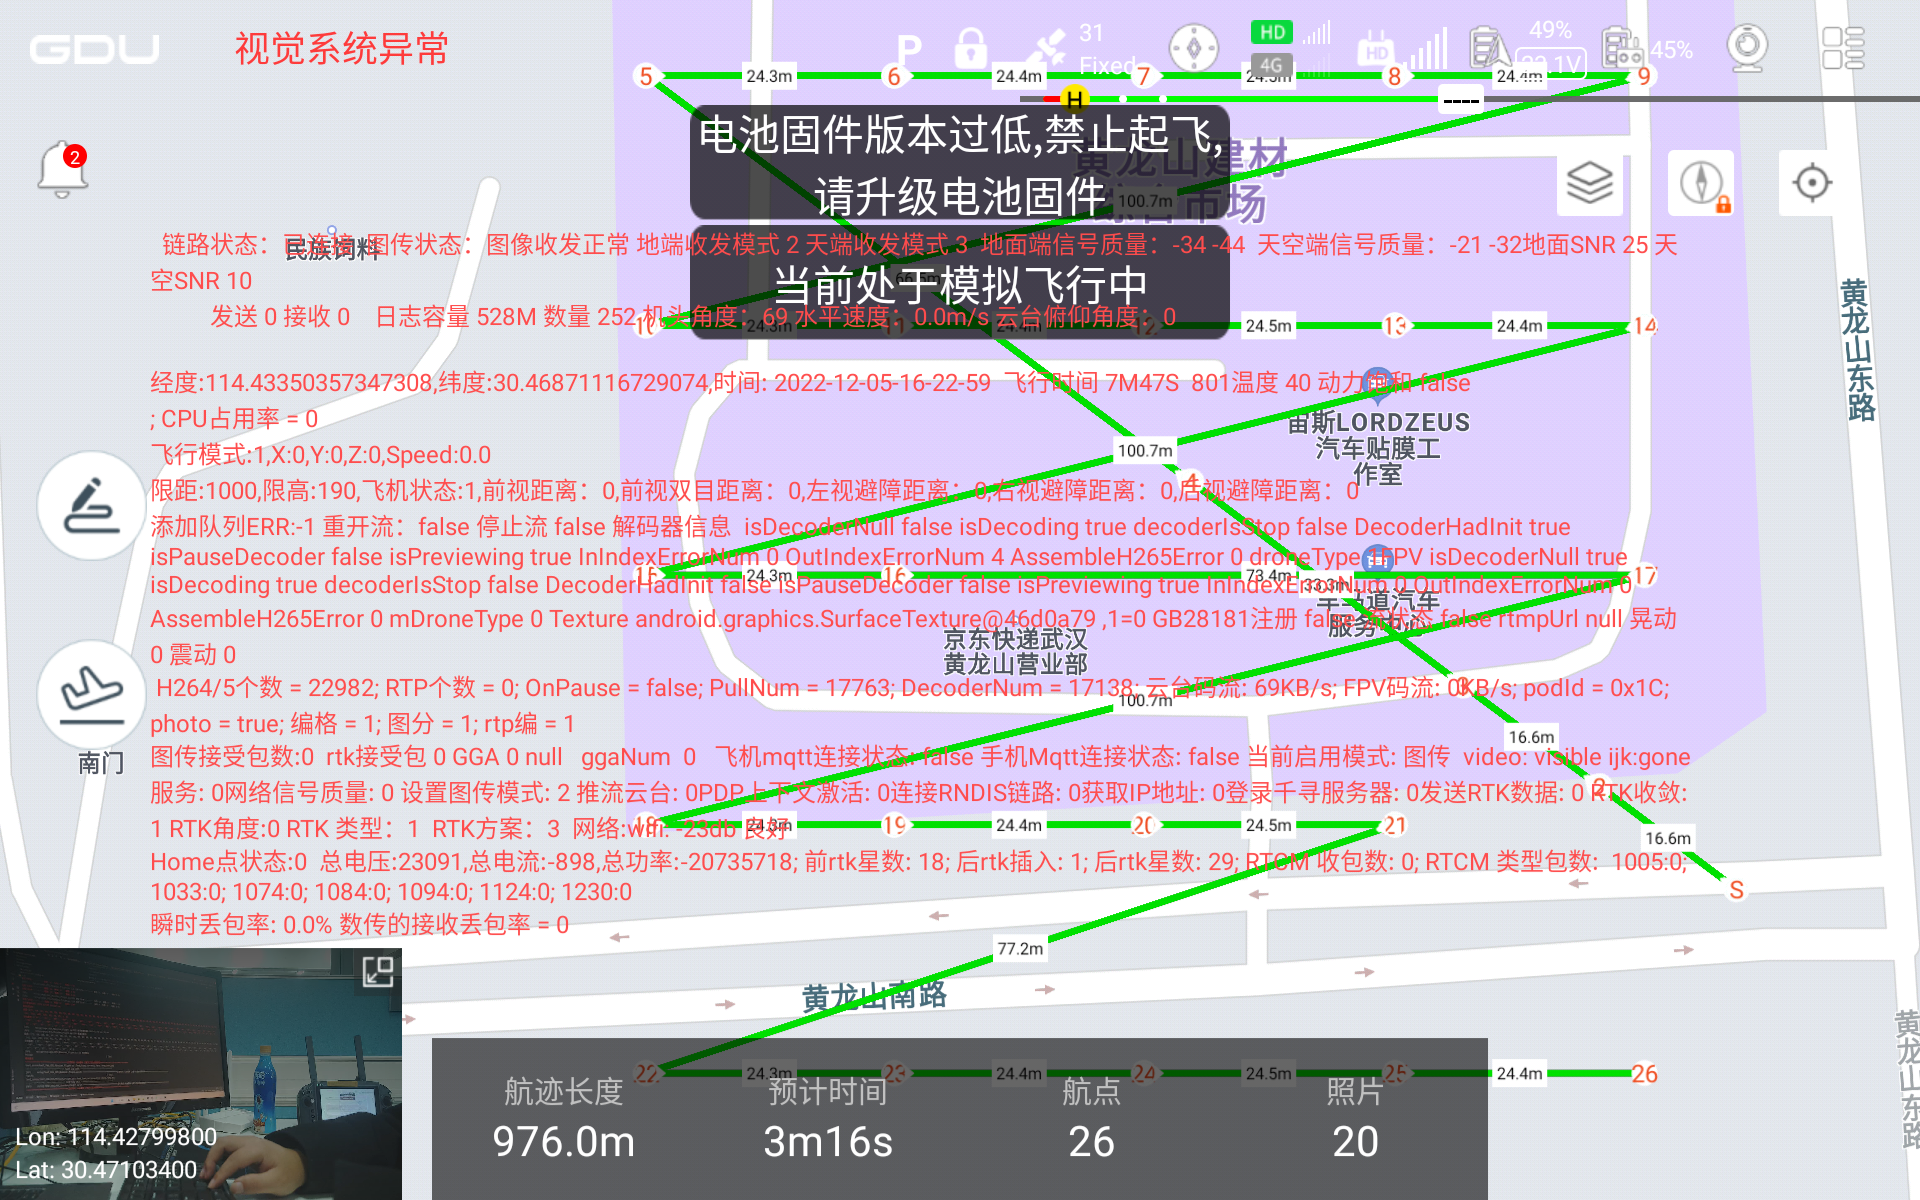 GDU
视觉系统异常
P
31
Fixed
HD
4G
HD
49%
45%
5
24.3m
6
24.4m
7
8
24.4m
9
H
----
2
电池固件版本过低,禁止起飞,
请升级电池固件
黄龙山建材
市场
100.7m
民族饲料
链路状态：已连接 图传状态：图像收发正常 地端收发模式 2 天端收发模式 3 地面端信号质量：-34 -44 天空端信号质量：-21 -32地面SNR 25 天
空SNR 10
当前处于模拟飞行中
发送 0 接收 0 日志容量 528M 数量 252 机头角度：69 水平速度：0.0m/s 云台俯仰角度：0
10
24.3m
11
24.4m
12
24.5m
13
24.4m
14
黄龙山东路
经度:114.43350357347308,纬度:30.46871116729074,时间: 2022-12-05-16-22-59 飞行时间 7M47S 801温度 40 动力饱和 false
; CPU占用率 = 0
宙斯LORDZEUS
汽车贴膜工
作室
100.7m
飞行模式:1,X:0,Y:0,Z:0,Speed:0.0
4
限距:1000,限高:190,飞机状态:1,前视距离：0,前视双目距离：0,左视避障距离：0,右视避障距离：0,后视避障距离：0
添加队列ERR:-1 重开流：false 停止流 false 解码器信息 isDecoderNull false isDecoding true decoderIsStop false DecoderHadInit true
isPauseDecoder false isPreviewing true InIndexErrorNum 0 OutIndexErrorNum 4 AssembleH265Error 0 droneType 1FPV isDecoderNull true
isDecoding true decoderIsStop false DecoderHadInit false isPauseDecoder false isPreviewing true InIndexErrorNum 0 OutIndexErrorNum 0
15
24.3m
16
73.4m
33.3m
17
道汽车
服务中心
AssembleH265Error 0 mDroneType 0 Texture android.graphics.SurfaceTexture@46d0a79 ,1=0 GB28181注册 false 流状态 false rtmpUrl null 晃动
0 震动 0
京东快递武汉
黄龙山营业部
H264/5个数 = 22982; RTP个数 = 0; OnPause = false; PullNum = 17763; DecoderNum = 17138; 云台码流: 69KB/s; FPV码流: 0KB/s; podId = 0x1C;
3
100.7m
photo = true; 编格 = 1; 图分 = 1; rtp编 = 1
16.6m
南门
图传接受包数:0 rtk接受包 0 GGA 0 null ggaNum 0 飞机mqtt连接状态: false 手机Mqtt连接状态: false 当前启用模式: 图传 video: visible ijk:gone
2
服务: 0网络信号质量: 0 设置图传模式: 2 推流云台: 0PDP上下文激活: 0连接RNDIS链路: 0获取IP地址: 0登录千寻服务器: 0发送RTK数据: 0 RTK收敛:
1 RTK角度:0 RTK 类型：1 RTK方案：3 网络:wifi: -23db 良好
18
24.3m
19
24.4m
20
24.5m
21
16.6m
Home点状态:0 总电压:23091,总电流:-898,总功率:-20735718; 前rtk星数: 18; 后rtk插入: 1; 后rtk星数: 29; RTCM 收包数: 0; RTCM 类型包数: 1005:0;
1033:0; 1074:0; 1084:0; 1094:0; 1124:0; 1230:0
S
瞬时丢包率: 0.0% 数传的接收丢包率 = 0
77.2m
黄龙山南路
黄龙山东路
22
24.3m
23
24.4m
24
24.5m
25
24.4m
26
航迹长度
预计时间
航点
照片
976.0m
3m16s
26
20
Lon: 114.42799800
Lat: 30.47103400